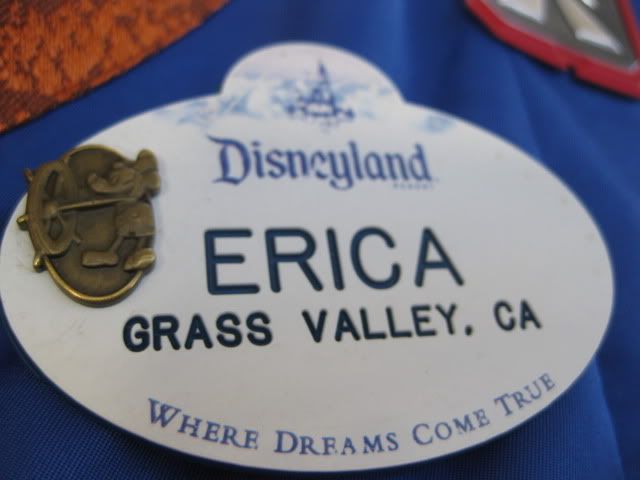 Disneyland
RESORT
ERICA
GRASS VALLEY, CA
WHERE DREAMS COME TRUE